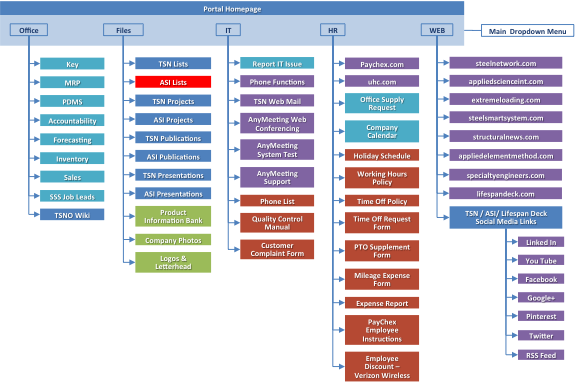 Portal Homepage
Office
Files
IT
HR
WEB
Main Dropdown Menu
Key
MRP
PDMS
Accountability
Forecasting
Inventory
Sales
SSS Job Leads
TSNO Wiki
TSN Lists
ASI Lists
TSN Projects
ASI Projects
TSN Publications
ASI Publications
TSN Presentations
ASI Presentations
Product
Information Bank
Company Photos
Logos &
Letterhead
Report IT Issue
Phone Functions
TSN Web Mail
AnyMeeting Web
Conferencing
AnyMeeting
System Test
AnyMeeting
Support
Phone List
Quality Control
Manual
Customer
Complaint Form
Paychex.com
uhc.com
Office Supply
Request
Company
Calendar
Holiday Schedule
Working Hours
Policy
Time Off Policy
Time Off Request
Form
PTO Supplement
Form
Mileage Expense
Form
Expense Report
PayChex
Employee
Instructions
Employee
Discount –
Verizon Wireless
steelnetwork.com
appliedscienceint.com
extremeloading.com
steelsmartsystem.com
structuralnews.com
appliedelementmethod.com
specialtyengineers.com
lifespandeck.com
TSN / ASI/ Lifespan Deck
Social Media Links
Linked In
You Tube
Facebook
Google+
Pinterest
Twitter
RSS Feed